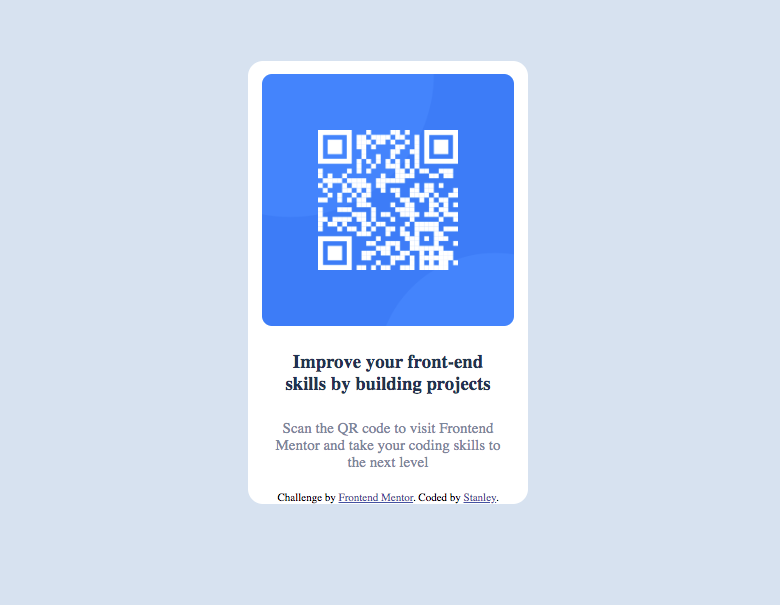 Improve your front-end
skills by building projects
Scan the QR code to visit Frontend
Mentor and take your coding skills to
the next level
Challenge by Frontend Mentor. Coded by Stanley.